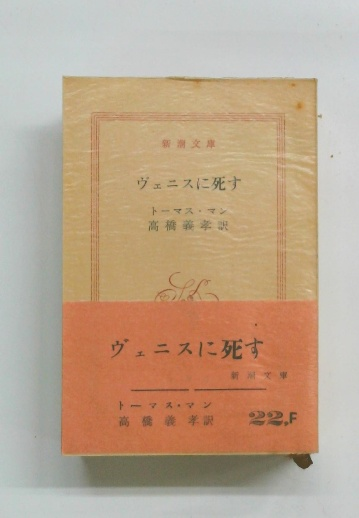 新潮文庫
ヴェニスに死す
トーマス・マン
高橋義孝訳
ヴェニスに死す
新潮文庫
トーマス・マン
高橋義孝訳
22,F